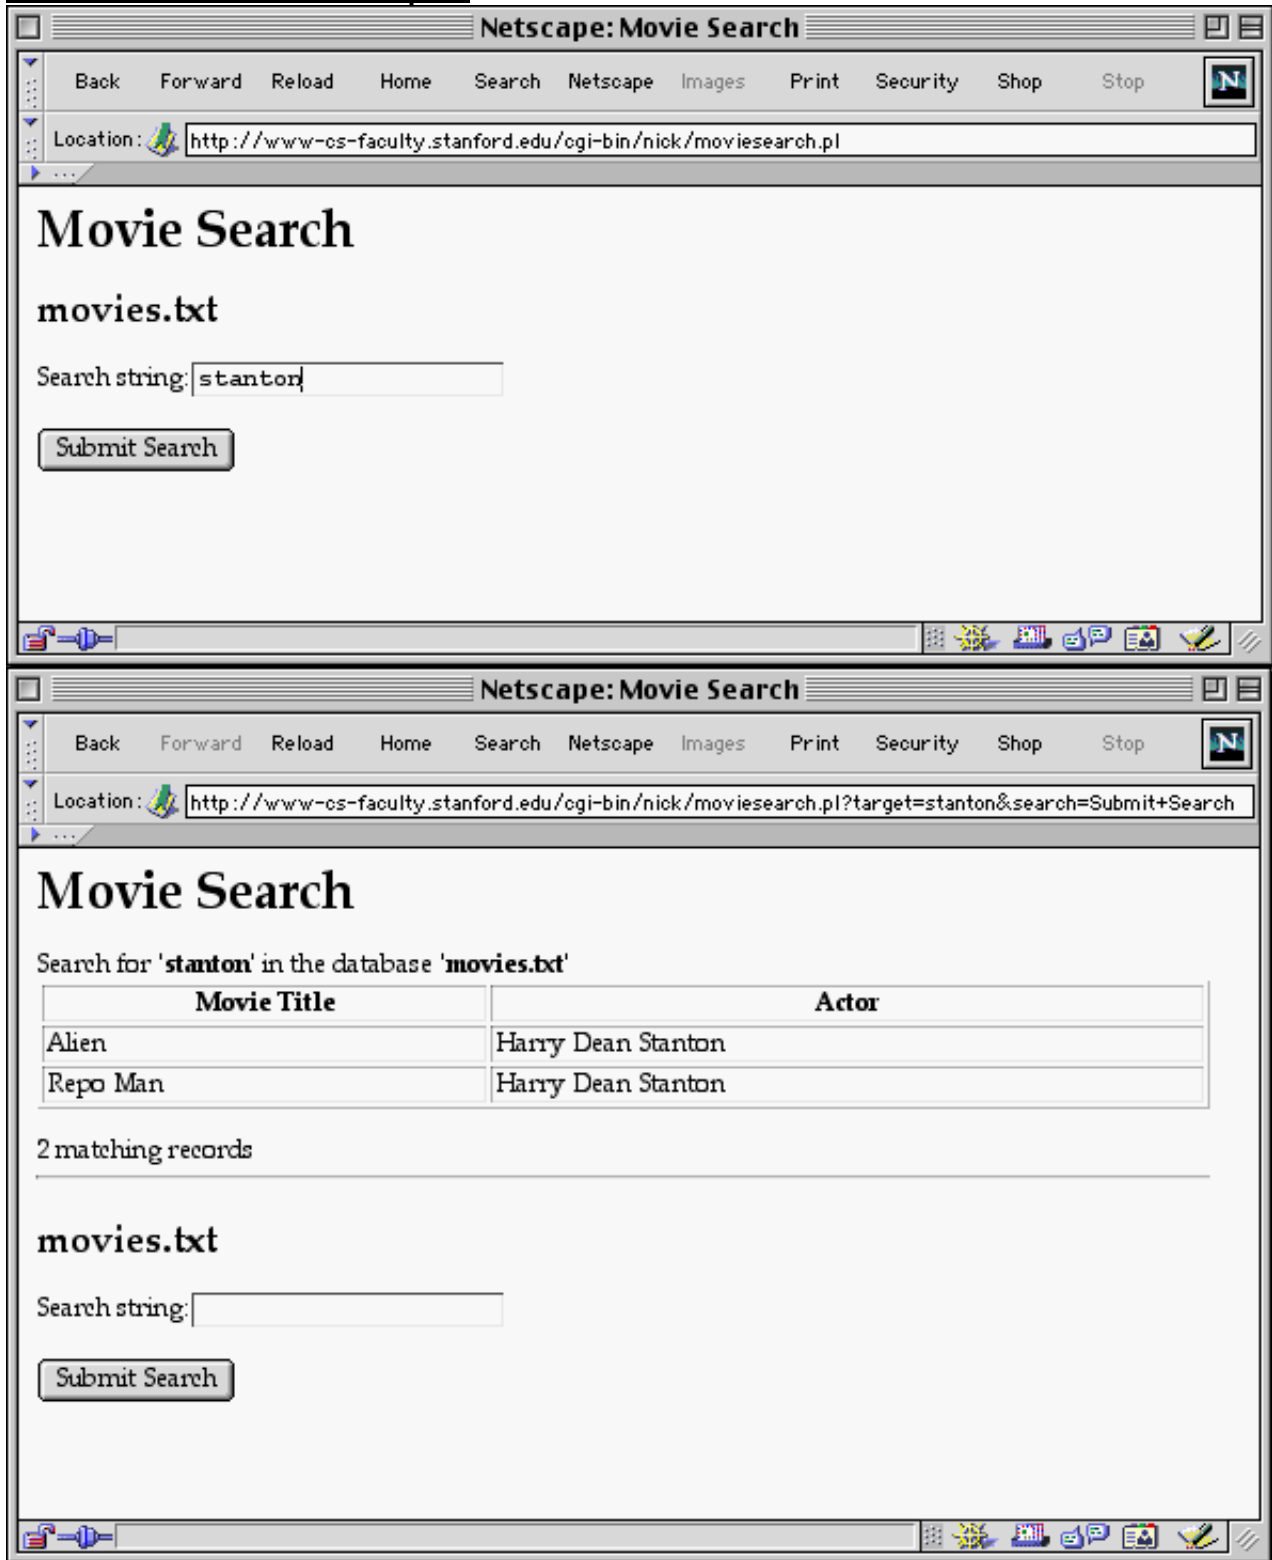 Netscape: Movie Search
Back Forward Reload Home Search Netscape Images Print Security Shop Stop
N
Location: http://www-cs-faculty.stanford.edu/cgi-bin/nick/moviesearch.pl
...
Movie Search
movies.txt
Search string: stanton
Submit Search
Netscape: Movie Search
Back Forward Reload Home Search Netscape Images Print Security Shop Stop
N
Location: http://www-cs-faculty.stanford.edu/cgi-bin/nick/moviesearch.pl?target=stanton&search=Submit+Search
...
Movie Search
Search for 'stanton' in the database 'movies.txt'
Movie Title Actor
Alien Harry Dean Stanton
Repo Man Harry Dean Stanton
2 matching records
movies.txt
Search string:
Submit Search